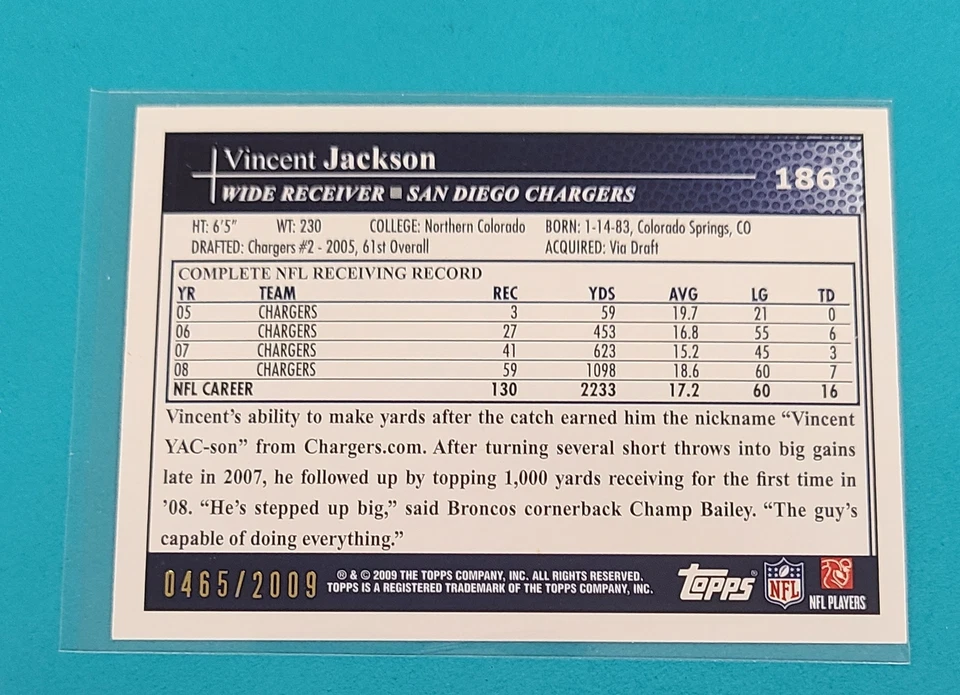 Vincent Jackson
186
WIDE RECEIVER ■ SAN DIEGO CHARGERS
HT: 6'5" WT: 230 COLLEGE: Northern Colorado BORN: 1-14-83, Colorado Springs, CO
DRAFTED: Chargers #2 - 2005, 61st Overall ACQUIRED: Via Draft
COMPLETE NFL RECEIVING RECORD
YR TEAM REC YDS AVG LG TD
05 CHARGERS 3 59 19.7 21 0
06 CHARGERS 27 453 16.8 55 6
07 CHARGERS 41 623 15.2 45 3
08 CHARGERS 59 1098 18.6 60 7
NFL CAREER 130 2233 17.2 60 16
Vincent's ability to make yards after the catch earned him the nickname "Vincent
YAC-son" from Chargers.com. After turning several short throws into big gains
late in 2007, he followed up by topping 1,000 yards receiving for the first time in
'08. "He's stepped up big," said Broncos cornerback Champ Bailey. "The guy's
capable of doing everything."
0465/2009
® & © 2009 THE TOPPS COMPANY, INC. ALL RIGHTS RESERVED.
TOPPS IS A REGISTERED TRADEMARK OF THE TOPPS COMPANY, INC.
topps®
NFL
NFL PLAYERS